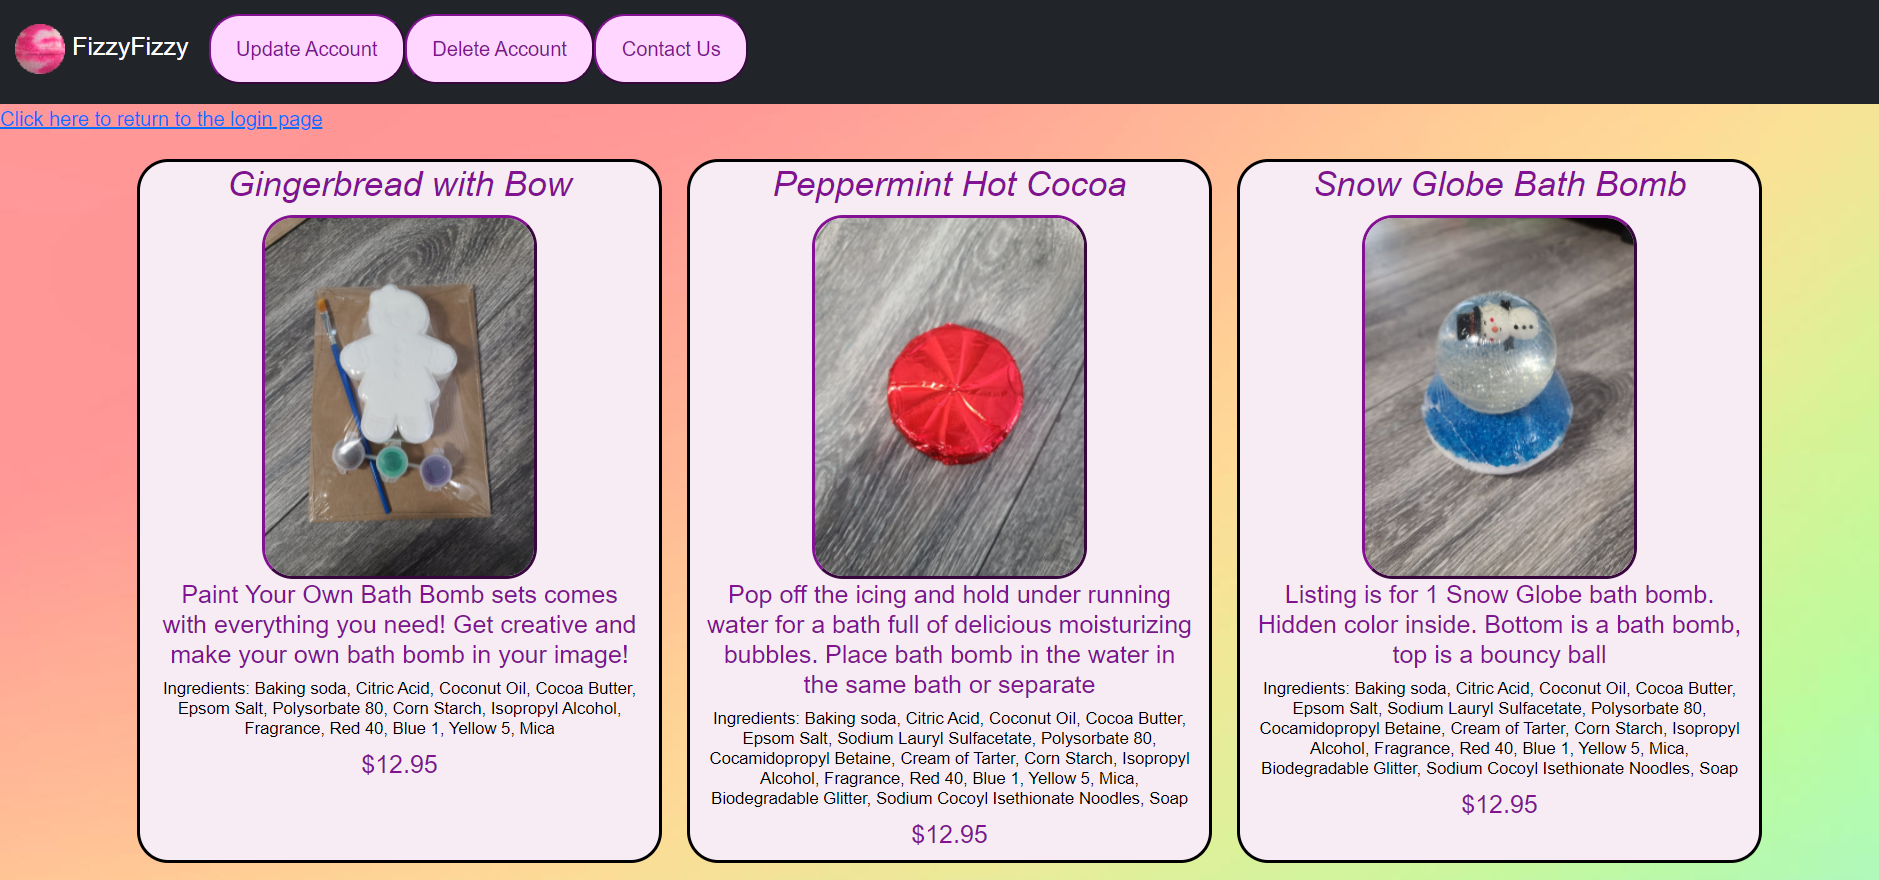 FizzyFizzy
Update Account
Delete Account
Contact Us
Click here to return to the login page
Gingerbread with Bow
Paint Your Own Bath Bomb sets comes
with everything you need! Get creative and
make your own bath bomb in your image!
Ingredients: Baking soda, Citric Acid, Coconut Oil, Cocoa Butter,
Epsom Salt, Polysorbate 80, Corn Starch, Isopropyl Alcohol,
Fragrance, Red 40, Blue 1, Yellow 5, Mica
$12.95
Peppermint Hot Cocoa
Pop off the icing and hold under running
water for a bath full of delicious moisturizing
bubbles. Place bath bomb in the water in
the same bath or separate
Ingredients: Baking soda, Citric Acid, Coconut Oil, Cocoa Butter,
Epsom Salt, Sodium Lauryl Sulfacetate, Polysorbate 80,
Cocamidopropyl Betaine, Cream of Tarter, Corn Starch, Isopropyl
Alcohol, Fragrance, Red 40, Blue 1, Yellow 5, Mica,
Biodegradable Glitter, Sodium Cocoyl Isethionate Noodles, Soap
$12.95
Snow Globe Bath Bomb
Listing is for 1 Snow Globe bath bomb.
Hidden color inside. Bottom is a bath bomb,
top is a bouncy ball
Ingredients: Baking soda, Citric Acid, Coconut Oil, Cocoa Butter,
Epsom Salt, Sodium Lauryl Sulfacetate, Polysorbate 80,
Cocamidopropyl Betaine, Cream of Tarter, Corn Starch, Isopropyl
Alcohol, Fragrance, Red 40, Blue 1, Yellow 5, Mica,
Biodegradable Glitter, Sodium Cocoyl Isethionate Noodles, Soap
$12.95